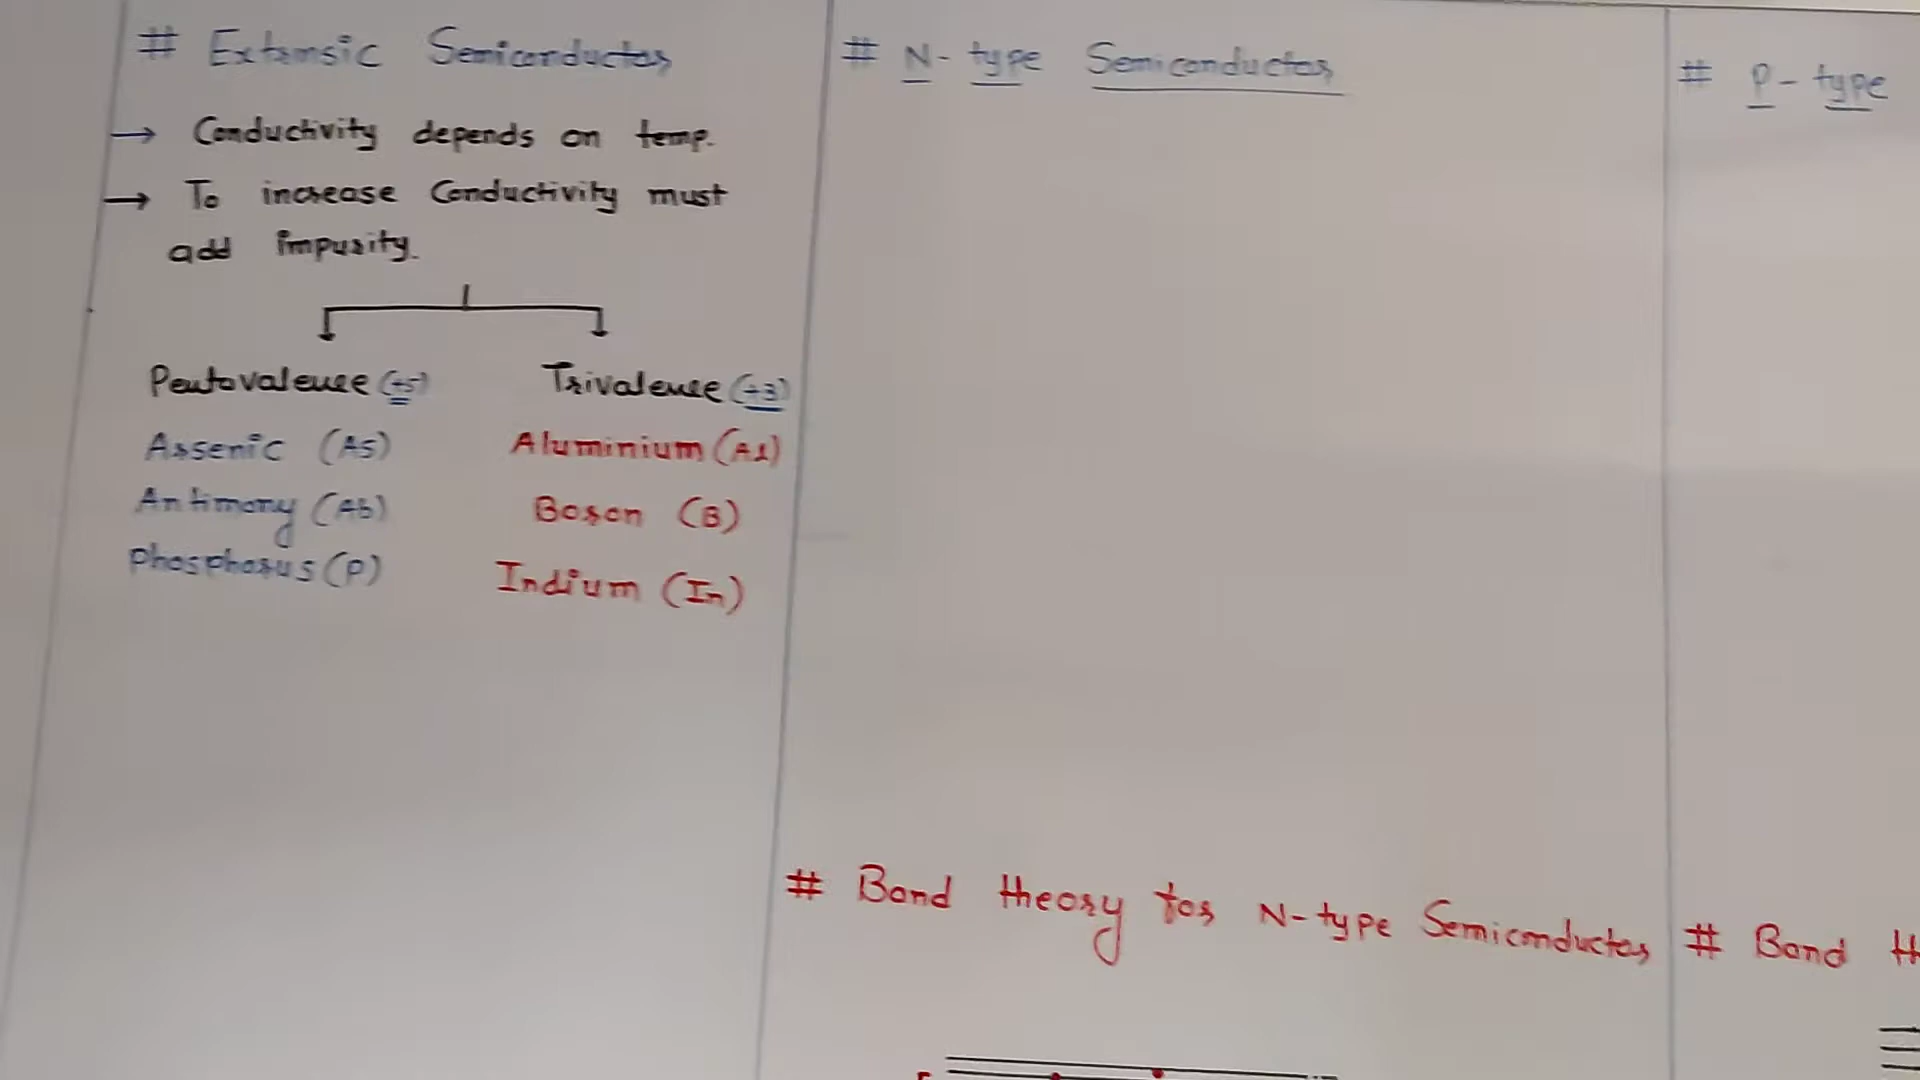 # Extrinsic Semiconductor
→ Conductivity depends on temp.
→ To increase Conductivity must
add impurity.
Pentavalence (+5)
Arsenic (As)
Antimony (Ab)
Phosphorus (P)
Trivalence (+3)
Aluminium (Al)
Boron (B)
Indium (In)
# N-type Semiconductor
# Band theory for N-type Semiconductor
# P-type
# Band